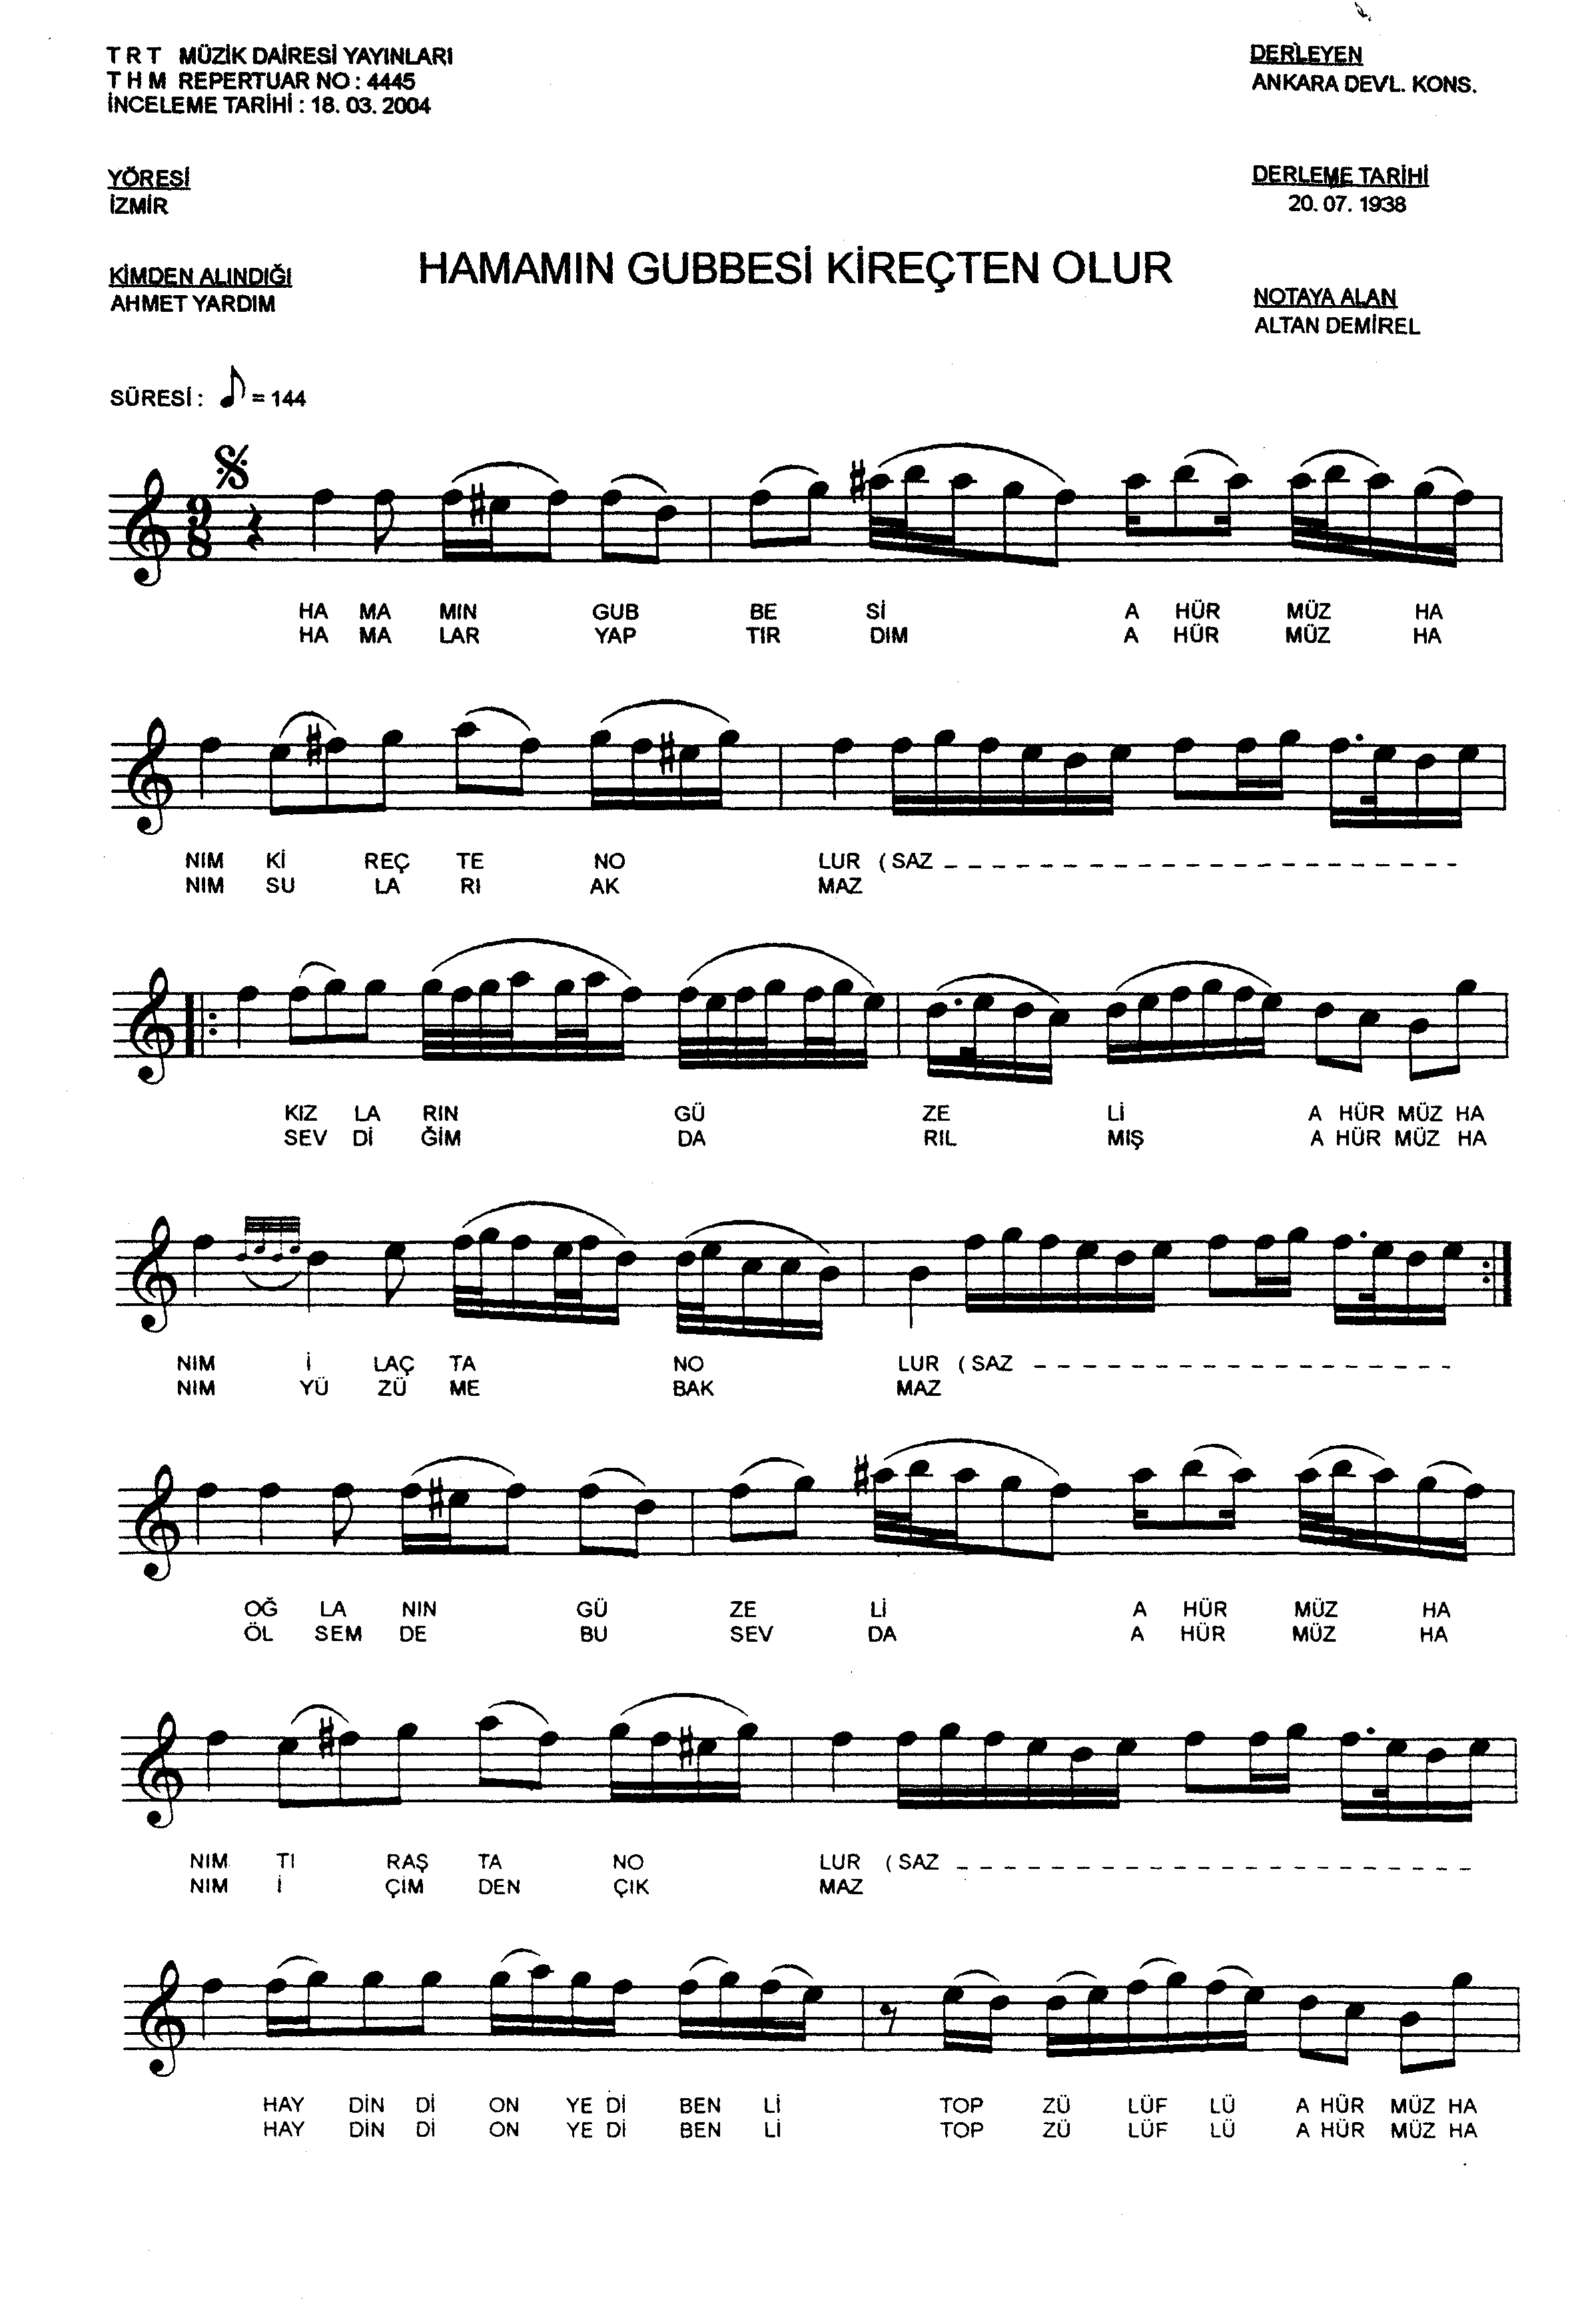 T R T MÜZİK DAİRESİ YAYINLARI
T H M REPERTUAR NO : 4445
İNCELEME TARİHİ : 18. 03. 2004
DERLEYEN
ANKARA DEVL. KONS.
YÖRESİ
İZMİR
DERLEME TARİHİ
20. 07. 1938
HAMAMIN GUBBESİ KİREÇTEN OLUR
KİMDEN ALINDIĞI
AHMET YARDIM
NOTAYA ALAN
ALTAN DEMİREL
SÜRESİ : ♪ = 144
9
8
HA MA MIN GUB BE Sİ A HÜR MÜZ HA
HA MA LAR YAP TIR DIM A HÜR MÜZ HA
NIM Kİ REÇ TE NO LUR ( SAZ _ _ _ _ _ _ _ _ _ _ _ _ _ _ _ _ _ _ _ _ _ _
NIM SU LA RI AK MAZ
KIZ LA RIN GÜ ZE Lİ A HÜR MÜZ HA
SEV Dİ ĞİM DA RIL MIŞ A HÜR MÜZ HA
NIM İ LAÇ TA NO LUR ( SAZ _ _ _ _ _ _ _ _ _ _ _ _ _ _ _ _ _ _
NIM YÜ ZÜ ME BAK MAZ
OĞ LA NIN GÜ ZE Lİ A HÜR MÜZ HA
ÖL SEM DE BU SEV DA A HÜR MÜZ HA
NIM TI RAŞ TA NO LUR ( SAZ _ _ _ _ _ _ _ _ _ _ _ _ _ _ _ _ _ _ _ _ _ _
NIM İ ÇİM DEN ÇIK MAZ
HAY DİN Dİ ON YE Dİ BEN Lİ TOP ZÜ LÜF LÜ A HÜR MÜZ HA
HAY DİN Dİ ON YE Dİ BEN Lİ TOP ZÜ LÜF LÜ A HÜR MÜZ HA